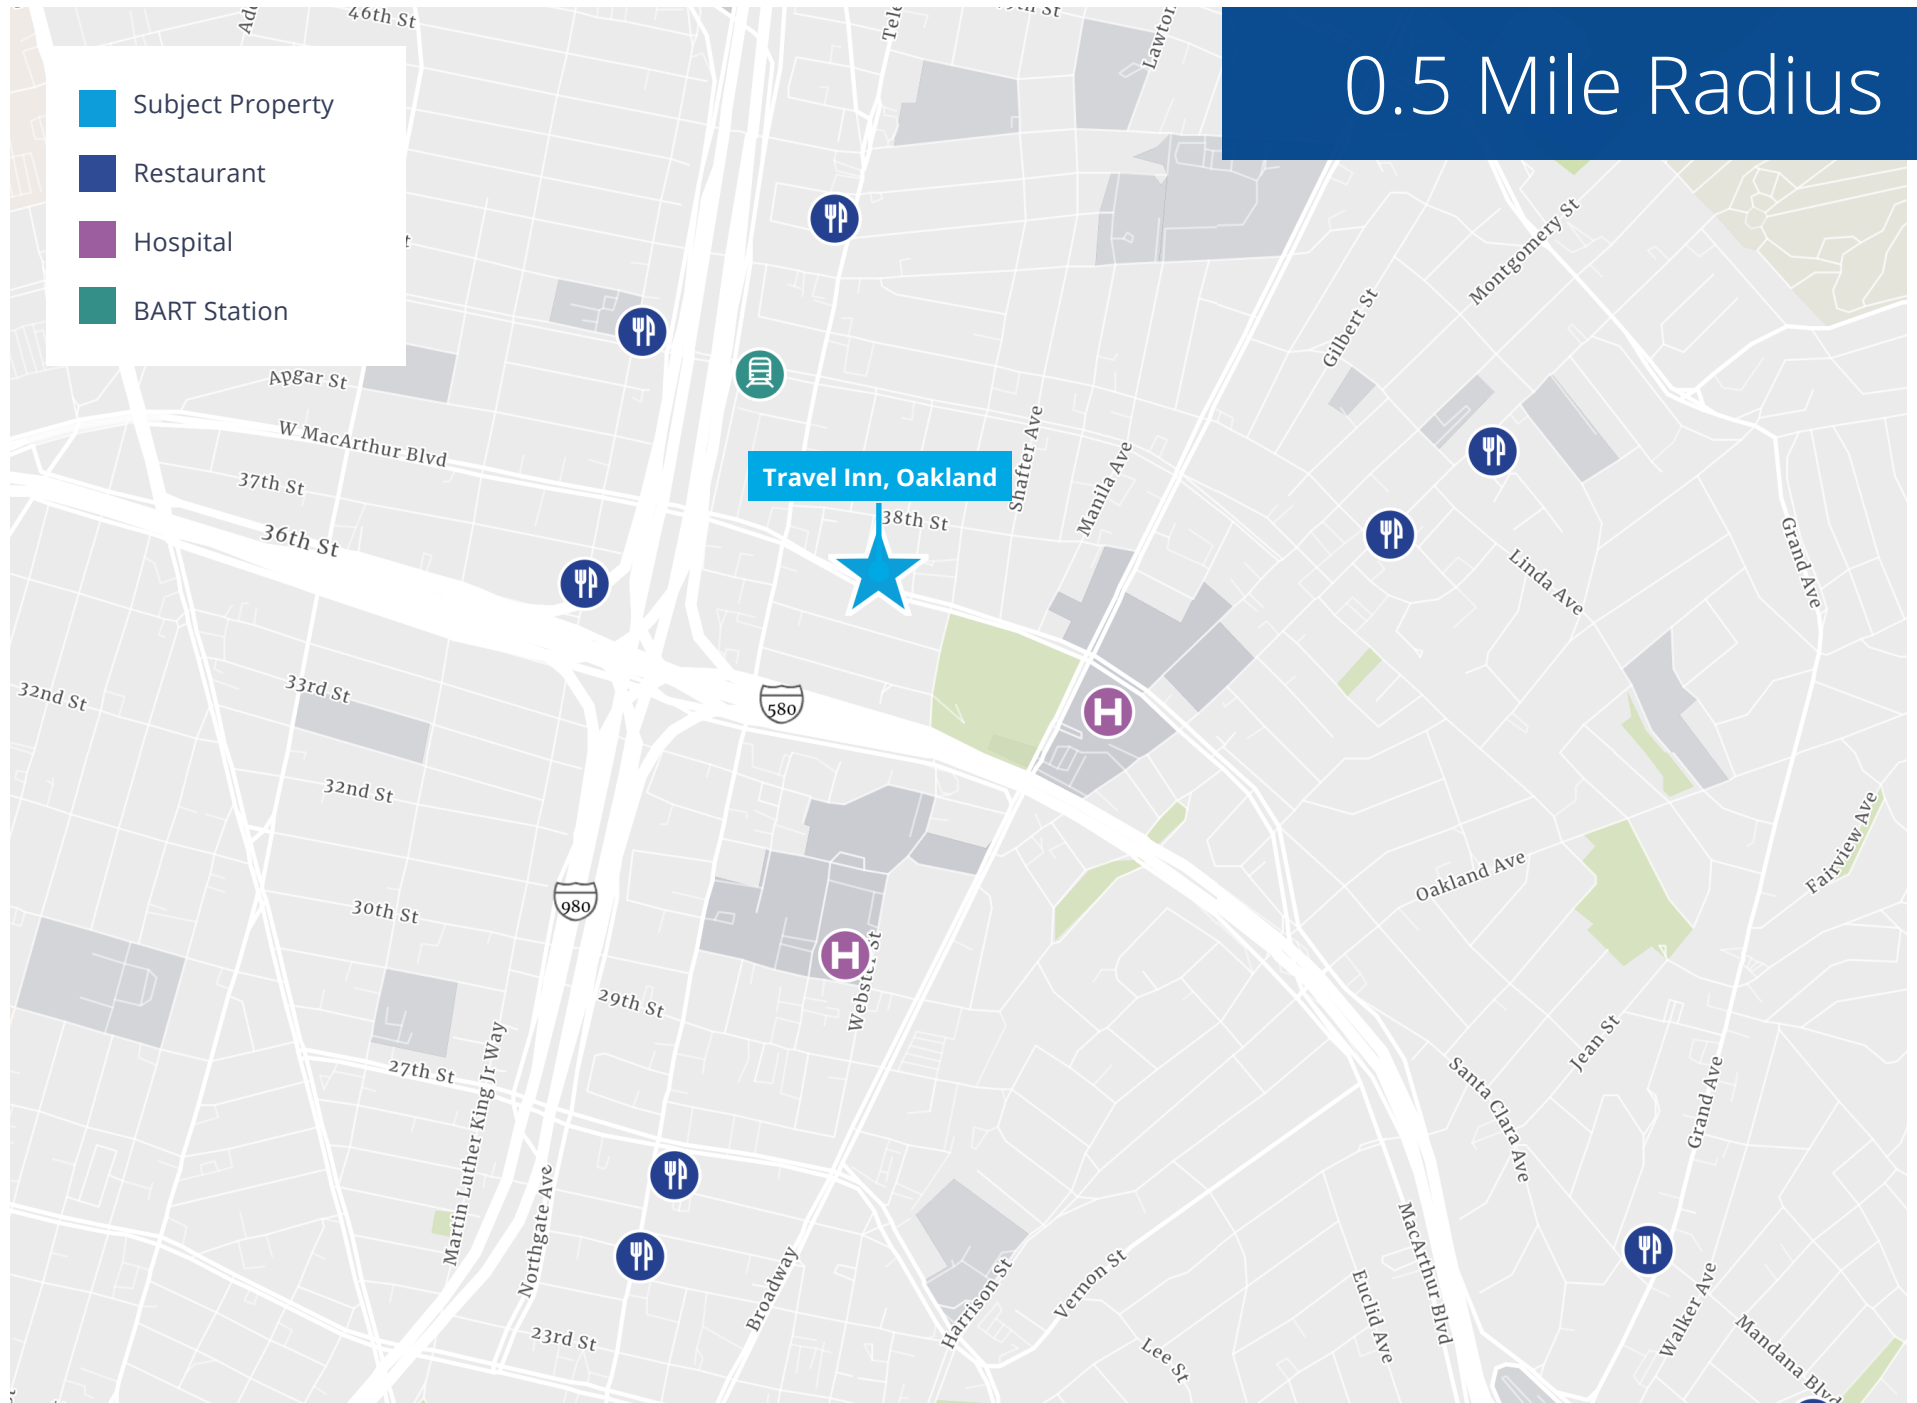 0.5 Mile Radius
Subject Property
Restaurant
Hospital
BART Station
46th St
Montgomery St
Gilbert St
Apgar St
W MacArthur Blvd
37th St
36th St
Travel Inn, Oakland
38th St
Shafter Ave
Manila Ave
Linda Ave
Grand Ave
32nd St
33rd St
580
32nd St
Oakland Ave
Fairview Ave
30th St
980
H
H
Webster St
29th St
27th St
Martin Luther King Jr Way
Northgate Ave
Broadway
23rd St
Harrison St
Vernon St
Lee St
Euclid Ave
MacArthur Blvd
Santa Clara Ave
Jean St
Grand Ave
Walker Ave
Mandana Blvd